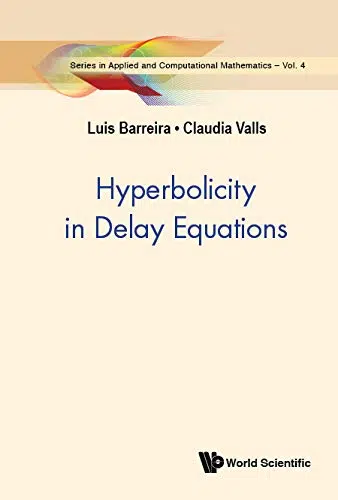 Series in Applied and Computational Mathematics – Vol. 4
Luis Barreira • Claudia Valls
Hyperbolicity
in Delay Equations
World Scientific